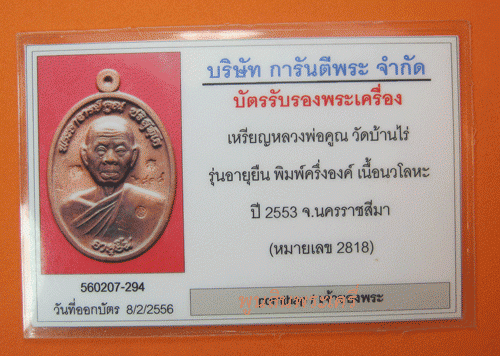 บริษัท การันตีพระ จำกัด
บัตรรับรองพระเครื่อง
เหรียญหลวงพ่อคูณ วัดบ้านไร่
รุ่นอายุยืน พิมพ์ครึ่งองค์ เนื้อนวโลหะ
ปี 2553 จ.นครราชสีมา
(หมายเลข 2818)
560207-294
วันที่ออกบัตร 8/2/2556
อายุยืน